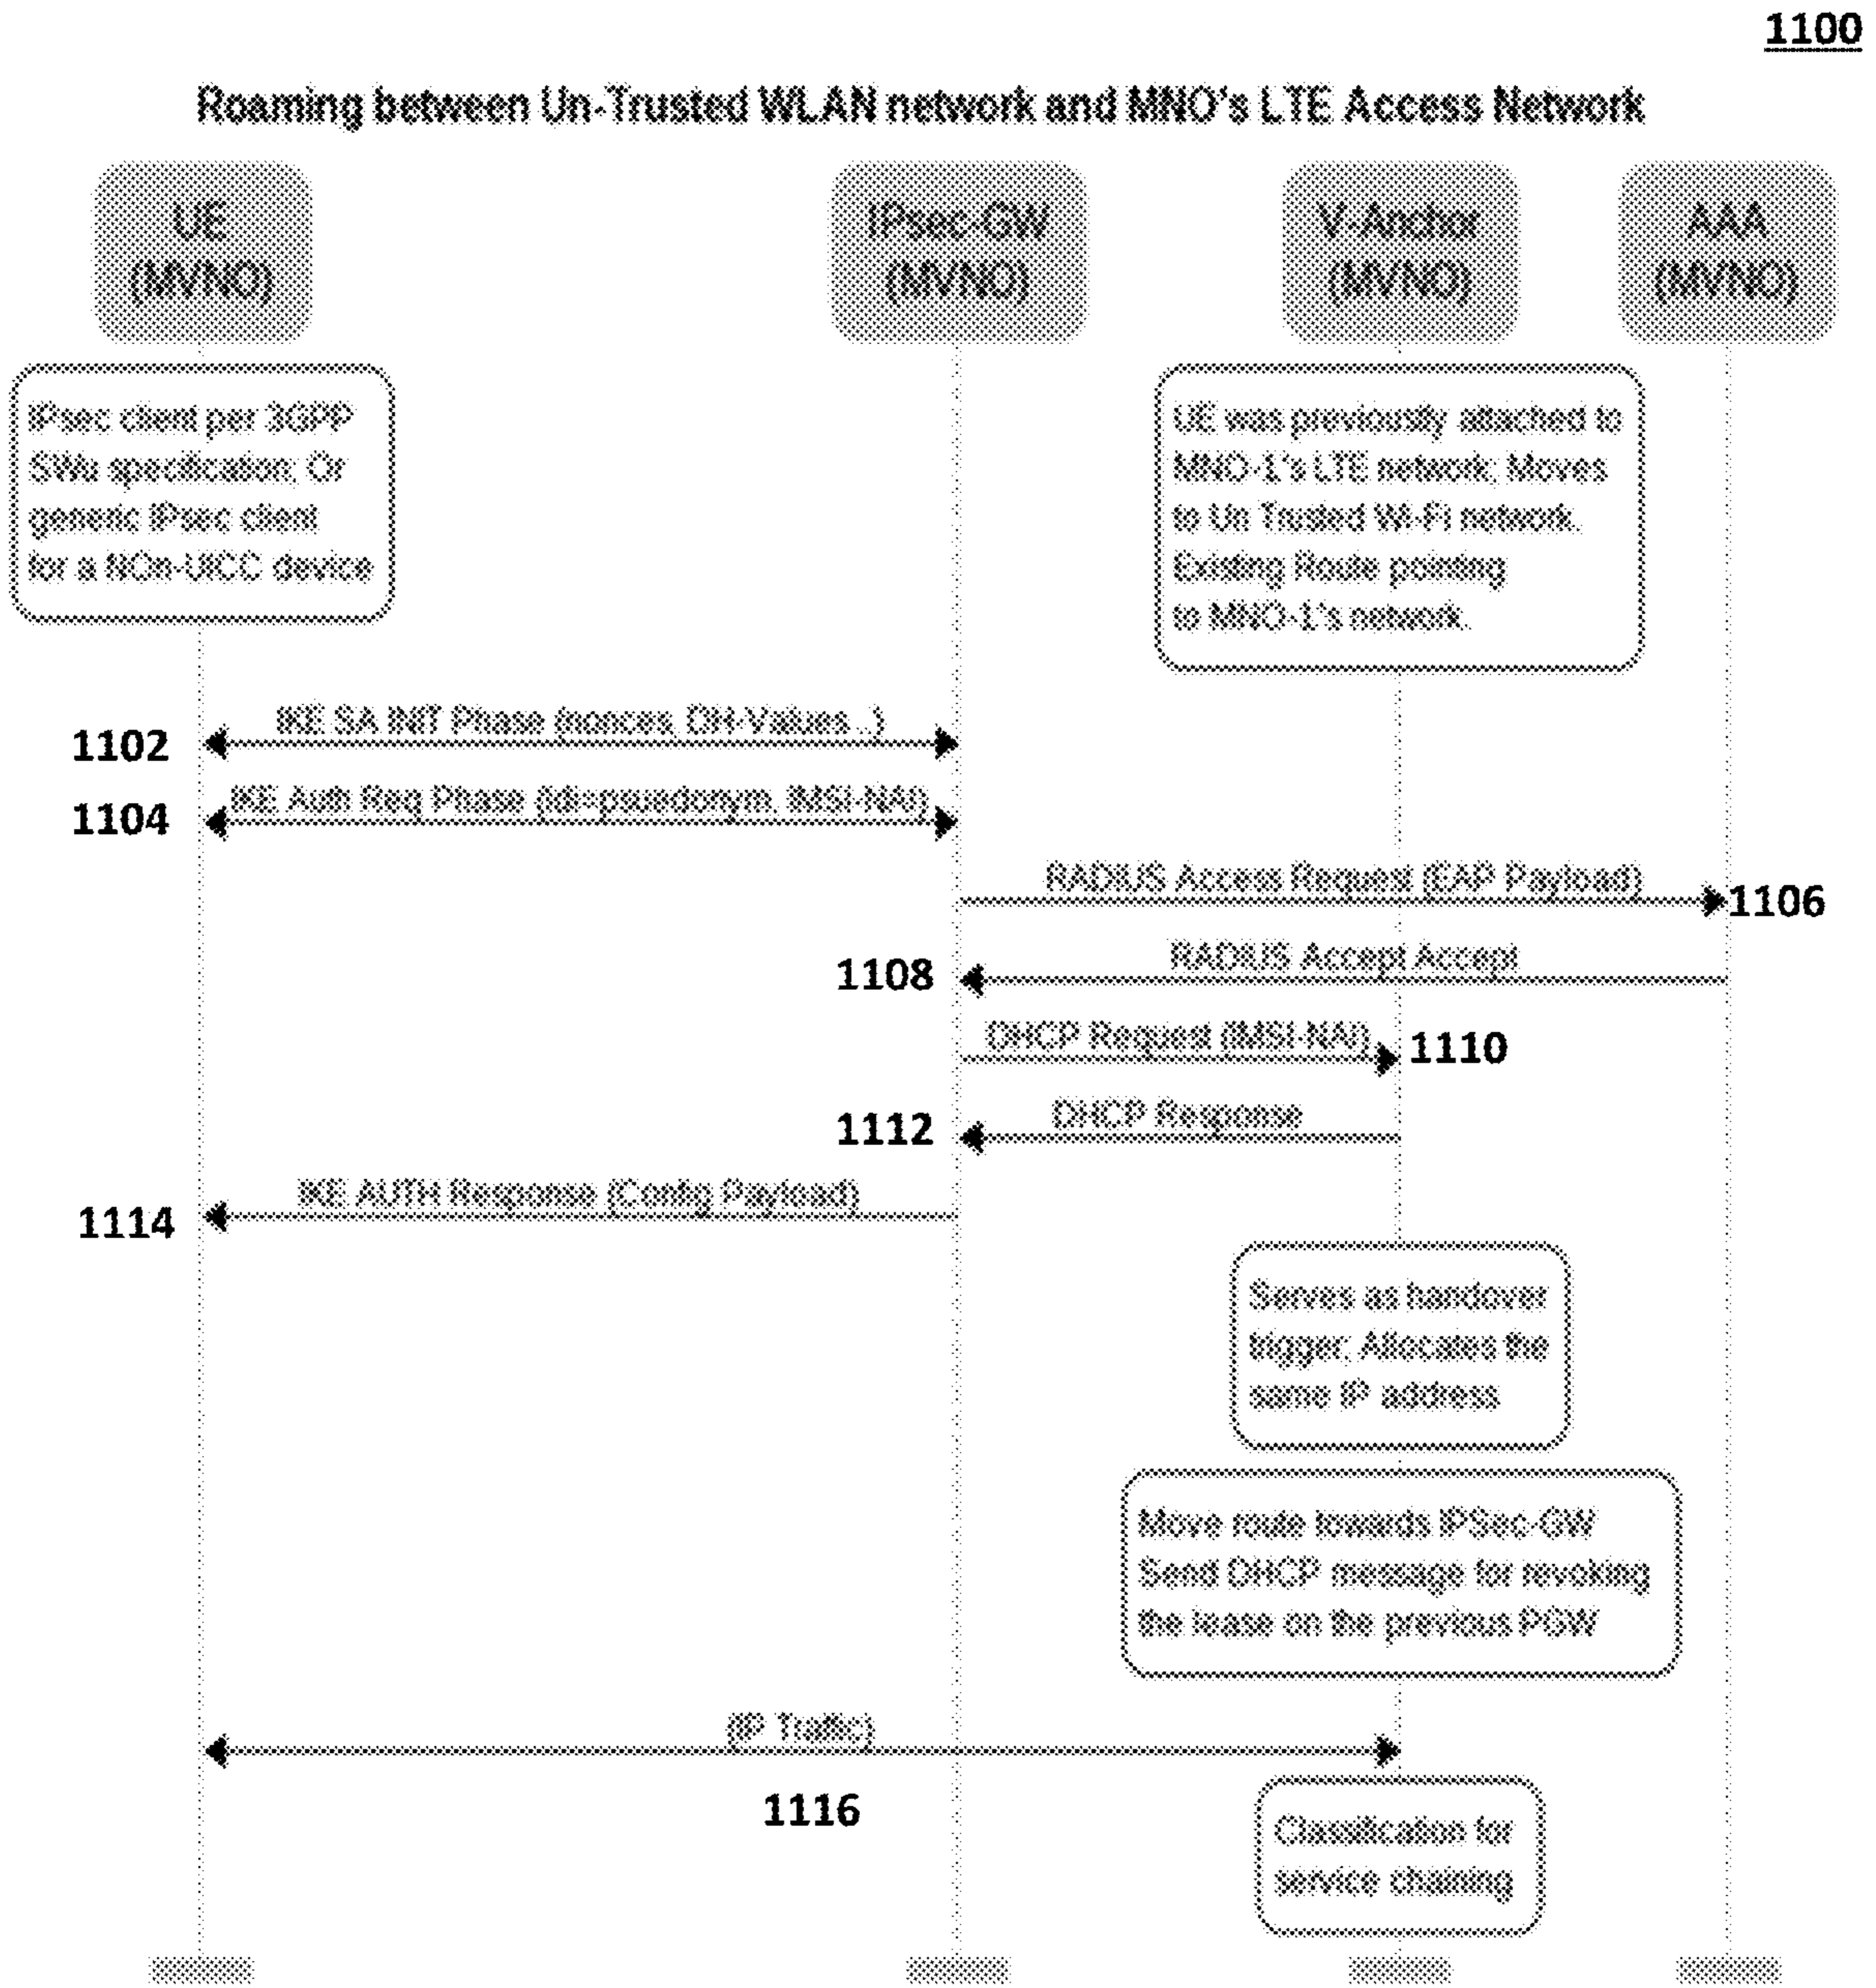 1100
Roaming between Un-Trusted WLAN network and MNO's LTE Access Network
UE
(MVNO)
IPsec-GW
(MVNO)
V-Anchor
(MVNO)
AAA
(MVNO)
IPsec client per 3GPP
SWu specification; Or
generic IPsec client
for a NOn-UICC device
UE was previously attached to
MNO-1's LTE network; Moves
to Un Trusted Wi-Fi network.
Existing Route pointing
to MNO-1's network.
IKE SA INIT Phase (nonces, DH-Values ..)
1102
IKE Auth Req Phase (Idi=psuedonym, IMSI-NAI)
1104
RADIUS Access Request (EAP Payload)
1106
RADIUS Accept Accept
1108
DHCP Request (IMSI-NAI)
1110
DHCP Response
1112
IKE AUTH Response (Config Payload)
1114
Serves as handover
trigger; Allocates the
same IP address
Move route towards IPSec-GW
Send DHCP message for revoking
the lease on the previous PGW
(IP Traffic)
1116
Classification for
service chaining